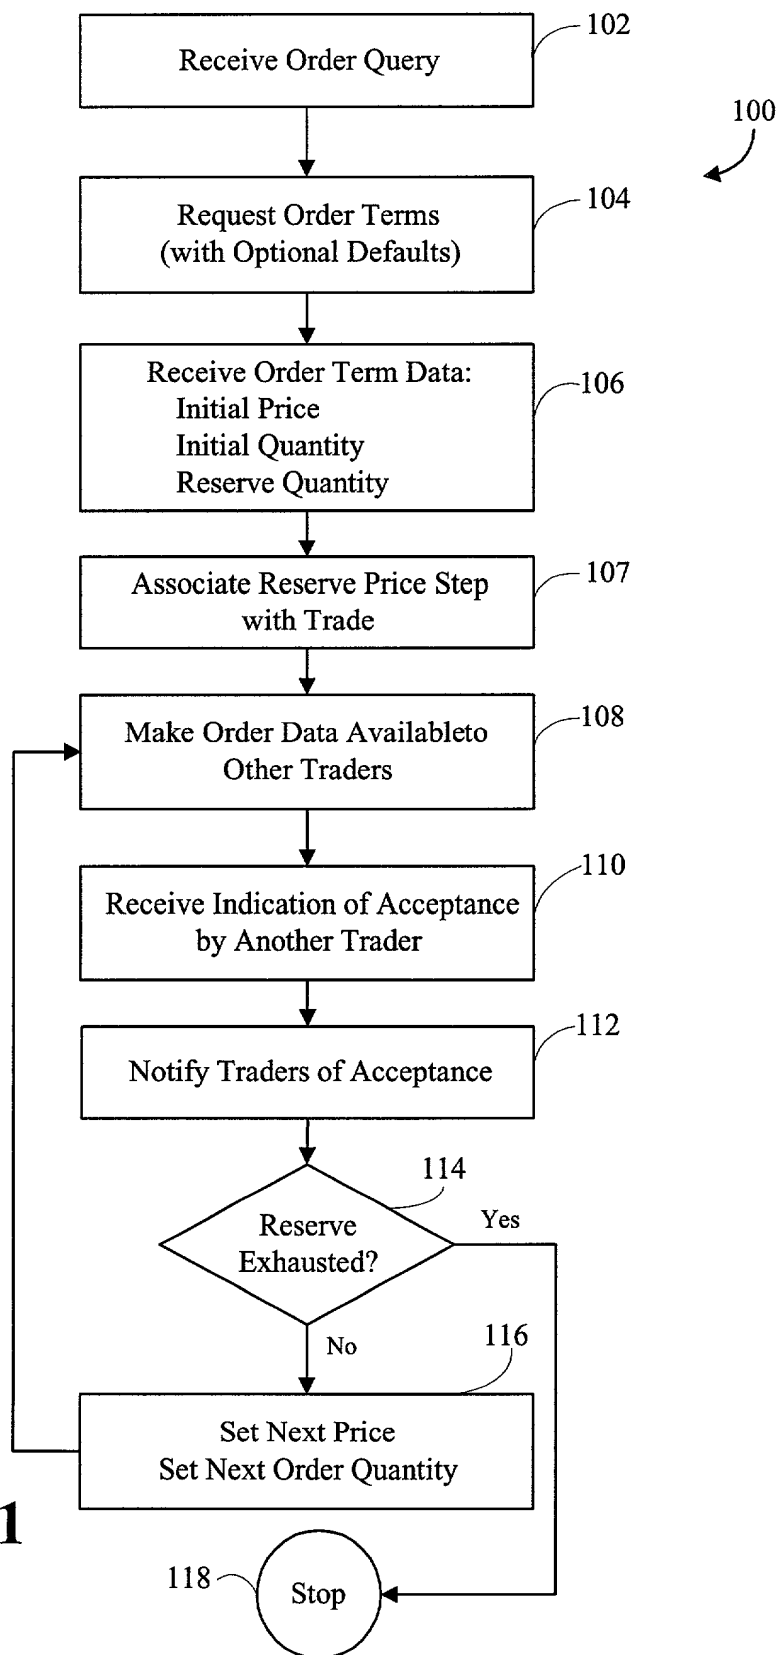 102
Receive Order Query
100
104
Request Order Terms
(with Optional Defaults)
106
Receive Order Term Data:
Initial Price
Initial Quantity
Reserve Quantity
107
Associate Reserve Price Step
with Trade
108
Make Order Data Availableto
Other Traders
110
Receive Indication of Acceptance
by Another Trader
112
Notify Traders of Acceptance
114
Reserve
Exhausted?
Yes
No
116
Set Next Price
Set Next Order Quantity
1
118
Stop